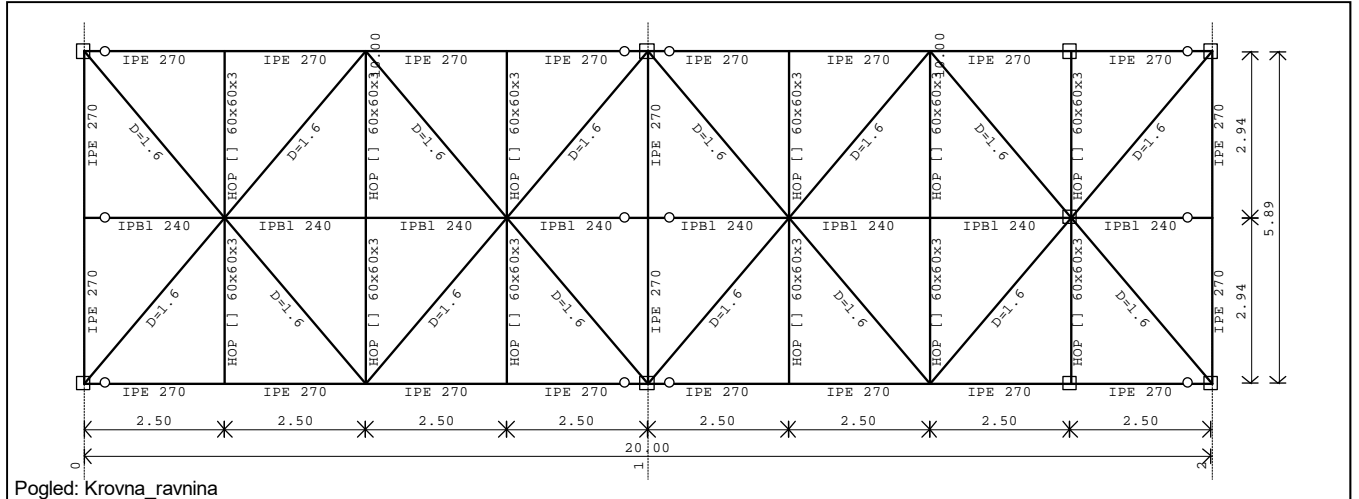 10.00
10.00
IPE 270
IPE 270
IPE 270
IPE 270
IPE 270
IPE 270
IPE 270
IPE 270
IPE 270
D=1.6
HOP [] 60x60x3
D=1.6
HOP [] 60x60x3
D=1.6
HOP [] 60x60x3
D=1.6
IPE 270
D=1.6
HOP [] 60x60x3
D=1.6
HOP [] 60x60x3
D=1.6
HOP [] 60x60x3
D=1.6
IPE 270
2.94
5.89
IPBl 240
IPBl 240
IPBl 240
IPBl 240
IPBl 240
IPBl 240
IPBl 240
IPBl 240
IPE 270
D=1.6
HOP [] 60x60x3
D=1.6
HOP [] 60x60x3
D=1.6
HOP [] 60x60x3
D=1.6
IPE 270
D=1.6
HOP [] 60x60x3
D=1.6
HOP [] 60x60x3
D=1.6
HOP [] 60x60x3
D=1.6
IPE 270
2.94
IPE 270
IPE 270
IPE 270
IPE 270
IPE 270
IPE 270
IPE 270
IPE 270
2.50
2.50
2.50
2.50
2.50
2.50
2.50
2.50
20.00
0
1
2
Pogled: Krovna_ravnina